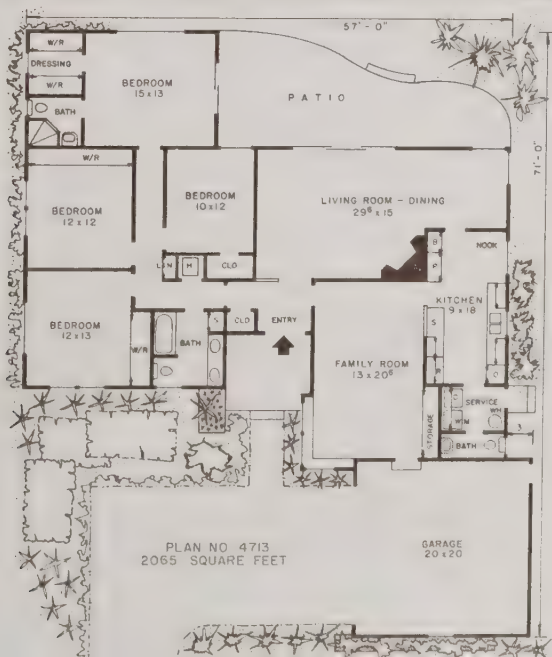 57'-0"
W/R
DRESSING
W/R
BEDROOM
15 x 13
BATH
PATIO
71'-0"
W/R
BEDROOM
12 x 12
BEDROOM
10 x 12
LIVING ROOM - DINING
29⁶ x 15
NOOK
LIN
H
CLO
B
P
KITCHEN
9 x 18
BEDROOM
12 x 13
W/R
BATH
S
CLO
ENTRY
FAMILY ROOM
13 x 20⁶
S
R
O
SERVICE
D
W M
WH
STORAGE
BATH
3
PLAN NO 4713
2065 SQUARE FEET
GARAGE
20 x 20